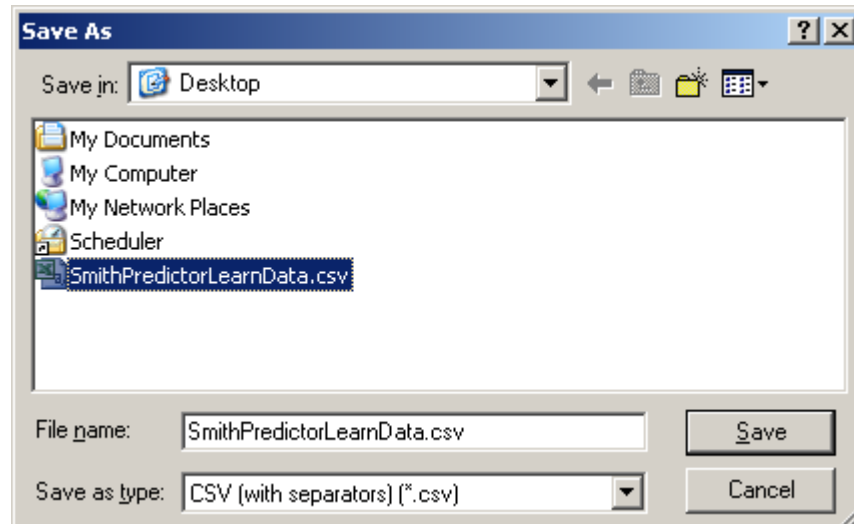 Save As
Save in: Desktop
My Documents
My Computer
My Network Places
Scheduler
SmithPredictorLearnData.csv
File name: SmithPredictorLearnData.csv Save
Save as type: CSV (with separators) (*.csv) Cancel